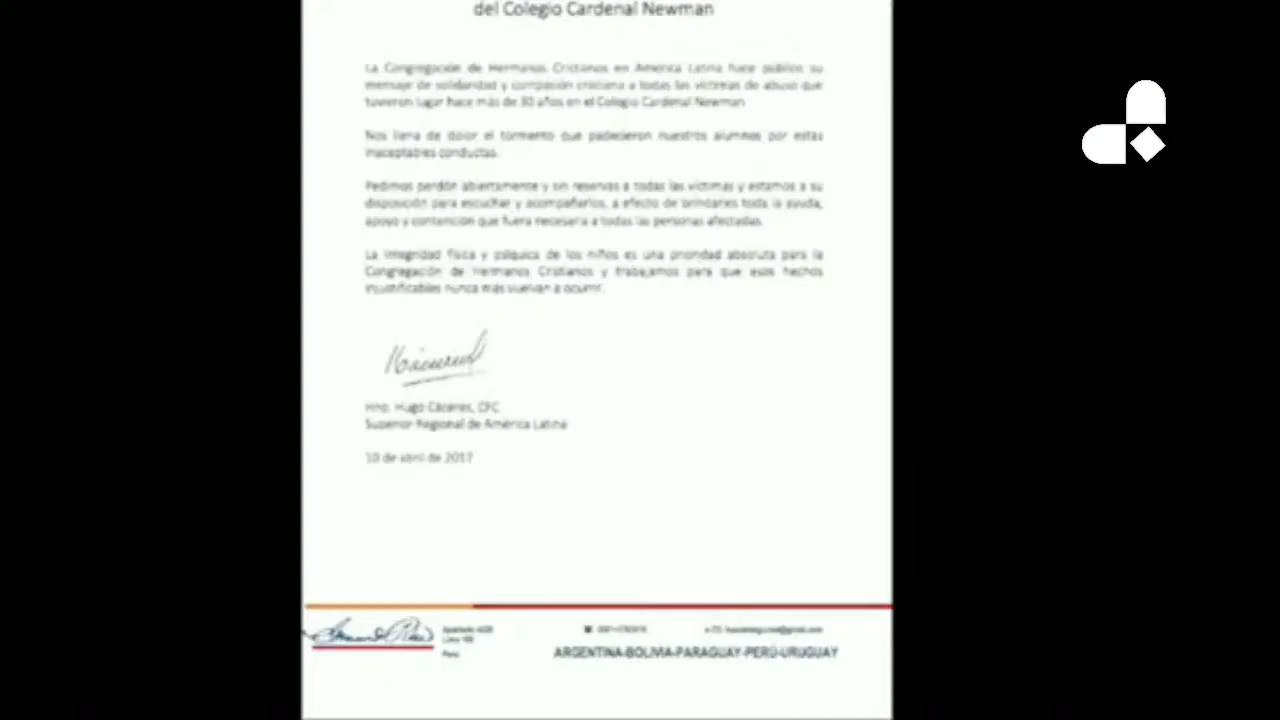 del Colegio Cardenal Newman
La Congregación de Hermanos Cristianos en América Latina hace público su
mensaje de solidaridad y compasión cristiana a todas las víctimas de abuso que
tuvieron lugar hace más de 30 años en el Colegio Cardenal Newman
Nos llena de dolor el tormento que padecieron nuestros alumnos por estas
inaceptables conductas.
Pedimos perdón abiertamente y sin reservas a todas las víctimas y estamos a su
disposición para escuchar y acompañarlos, a efecto de brindarles toda la ayuda,
apoyo y contención que fuera necesaria a todas las personas afectadas.
La integridad física y psíquica de los niños es una prioridad absoluta para la
Congregación de Hermanos Cristianos y trabajamos para que esos hechos
injustificables nunca más vuelvan a ocurrir.
Hno. Hugo Cáceres, CFC
Superior Regional de América Latina
10 de abril de 2017
Perú
ARGENTINA-BOLIVIA-PARAGUAY-PERÚ-URUGUAY